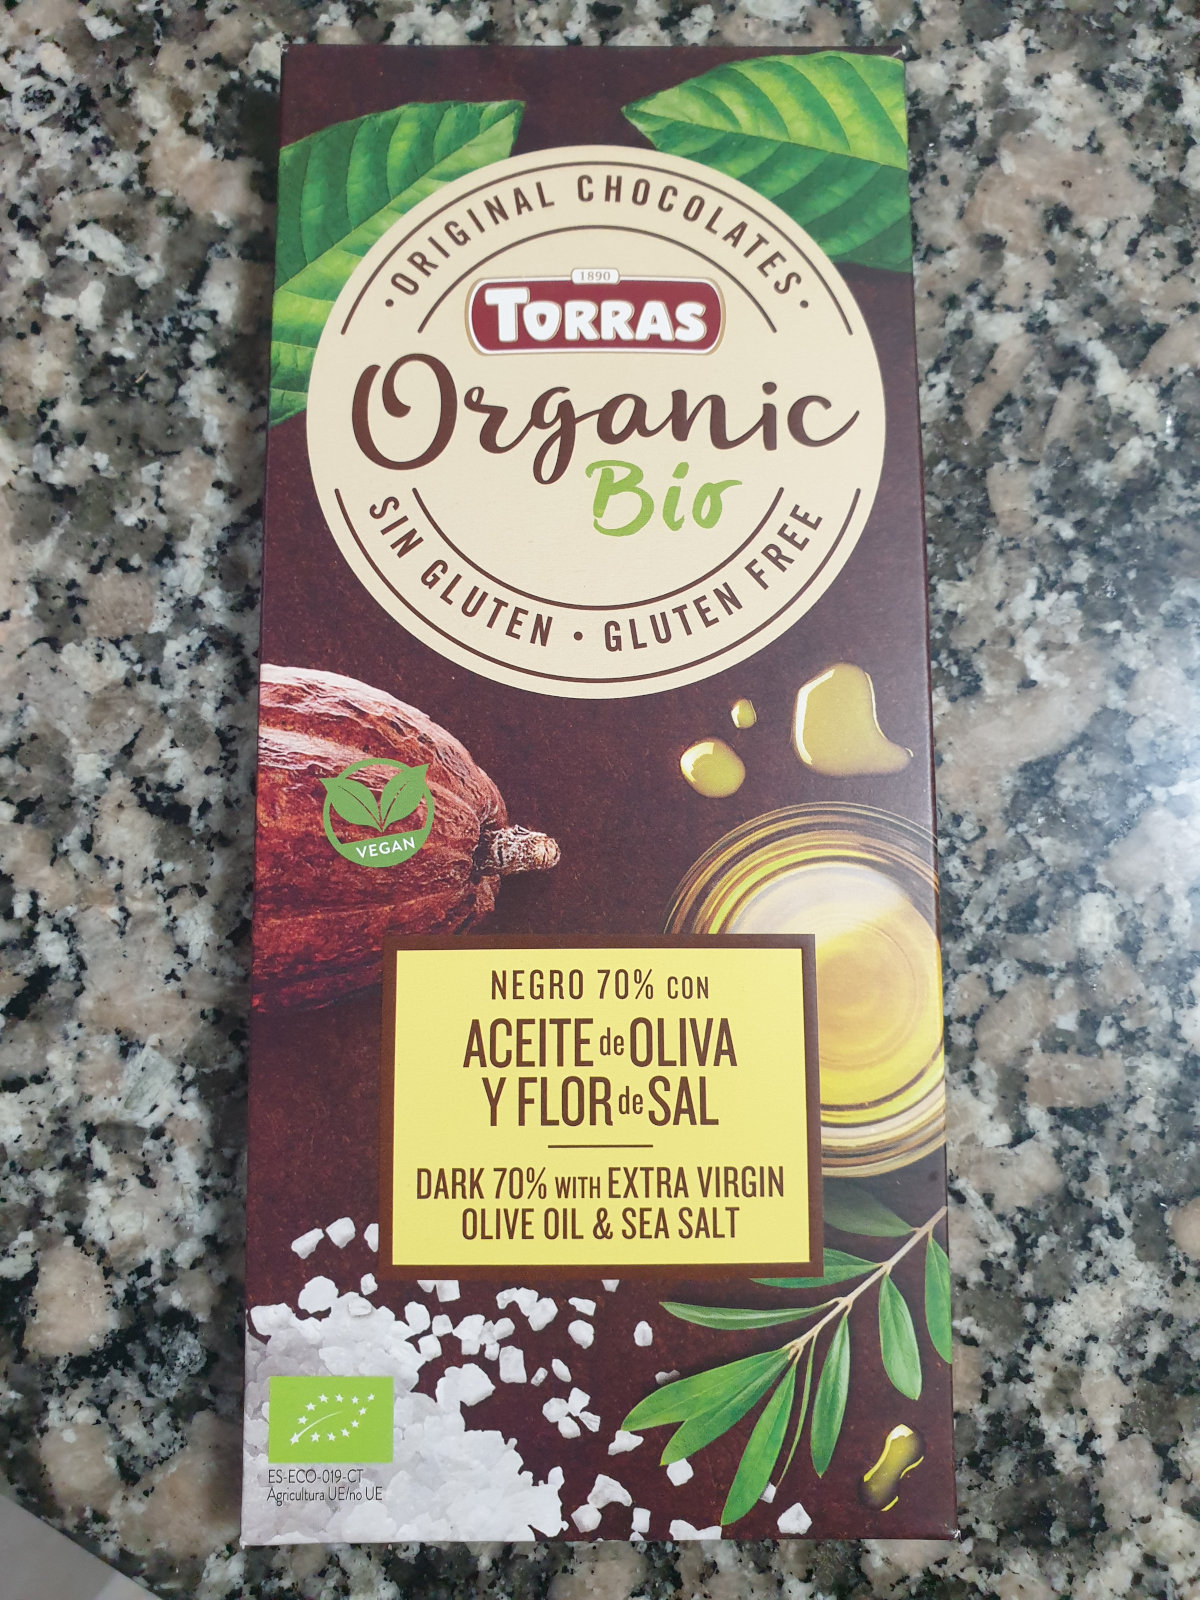 ORIGINAL CHOCOLATES
1890
TORRAS
Organic
Bio
SIN GLUTEN • GLUTEN FREE
VEGAN
NEGRO 70% CON
ACEITE de OLIVA
Y FLOR de SAL
DARK 70% WITH EXTRA VIRGIN
OLIVE OIL & SEA SALT
ES-ECO-019-CT
Agricultura UE/no UE